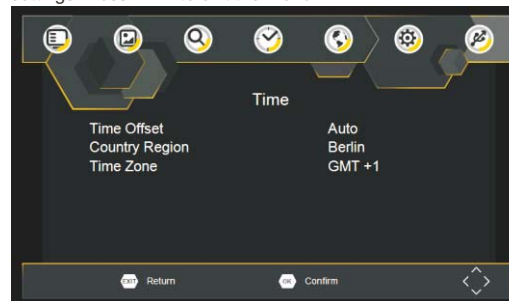 Time
Time Offset Auto
Country Region Berlin
Time Zone GMT +1
EXIT Return OK Confirm